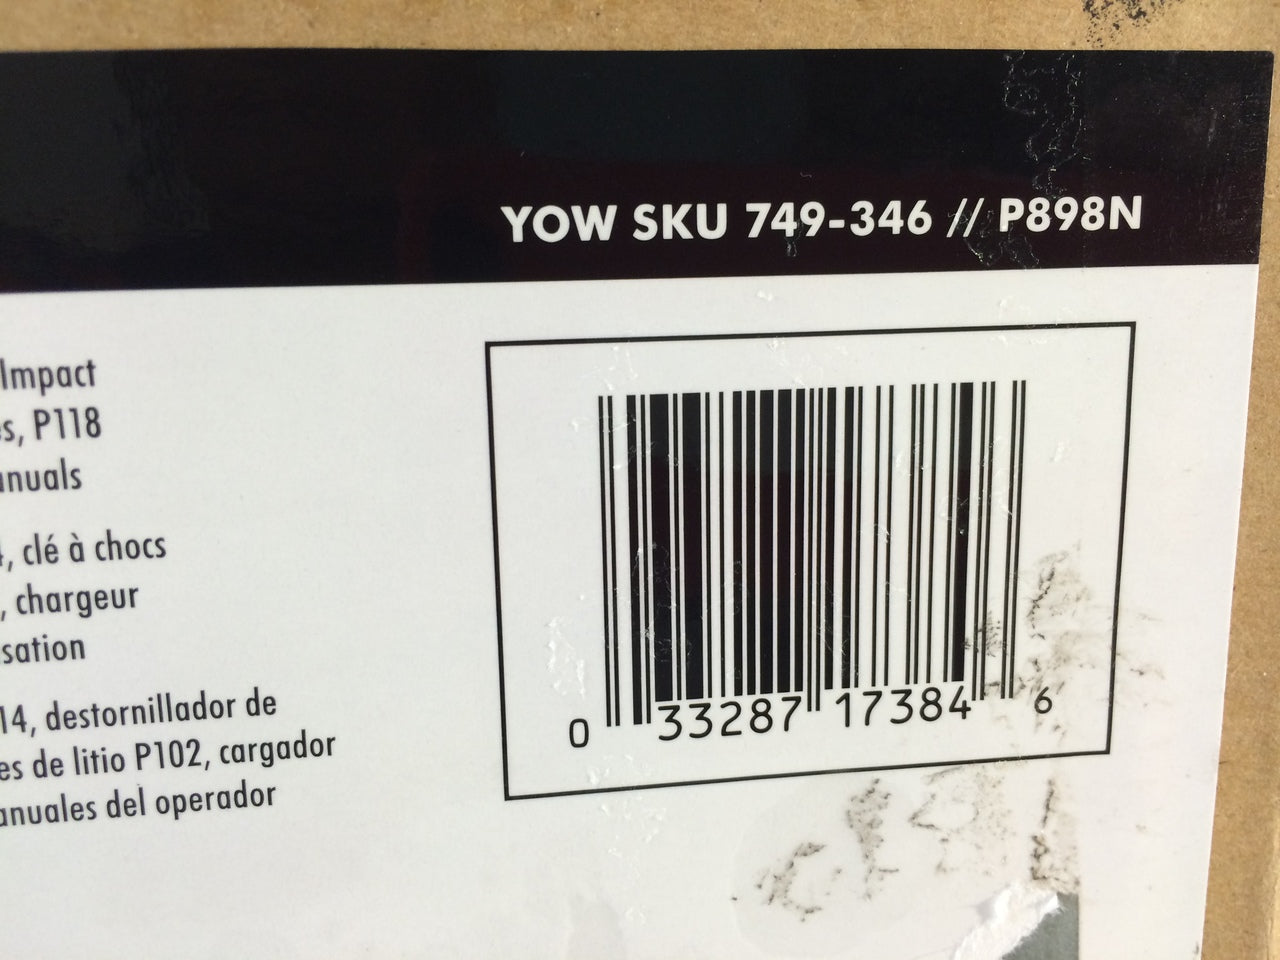 YOW SKU 749-346 // P898N
Impact
s, P118
anuals
, clé à chocs
, chargeur
sation
14, destornillador de
es de litio P102, cargador
anuales del operador
0 33287 17384 6